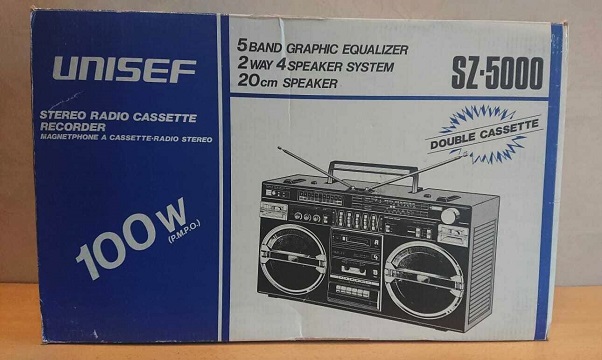 UNISEF
STEREO RADIO CASSETTE
RECORDER
MAGNETPHONE A CASSETTE-RADIO STEREO
100W
(P.M.P.O.)
5 BAND GRAPHIC EQUALIZER
2 WAY 4 SPEAKER SYSTEM
20cm SPEAKER
SZ-5000
DOUBLE CASSETTE